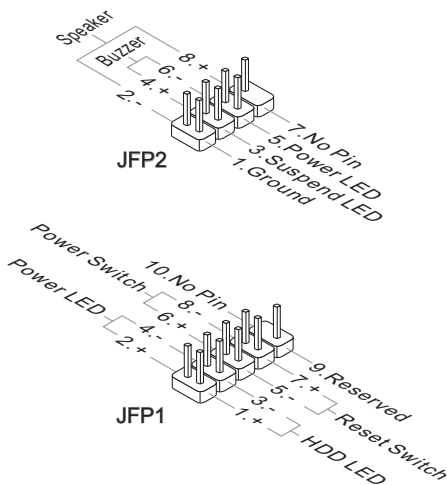 Speaker
Buzzer
8.+
6.-
4.+
2.-
7.No Pin
5.Power LED
3.Suspend LED
1.Ground
JFP2
Power Switch
Power LED
10.No Pin
8.-
6.+
4.-
2.+
9.Reserved
7.+
5.-
3.-
1.+
Reset Switch
HDD LED
JFP1